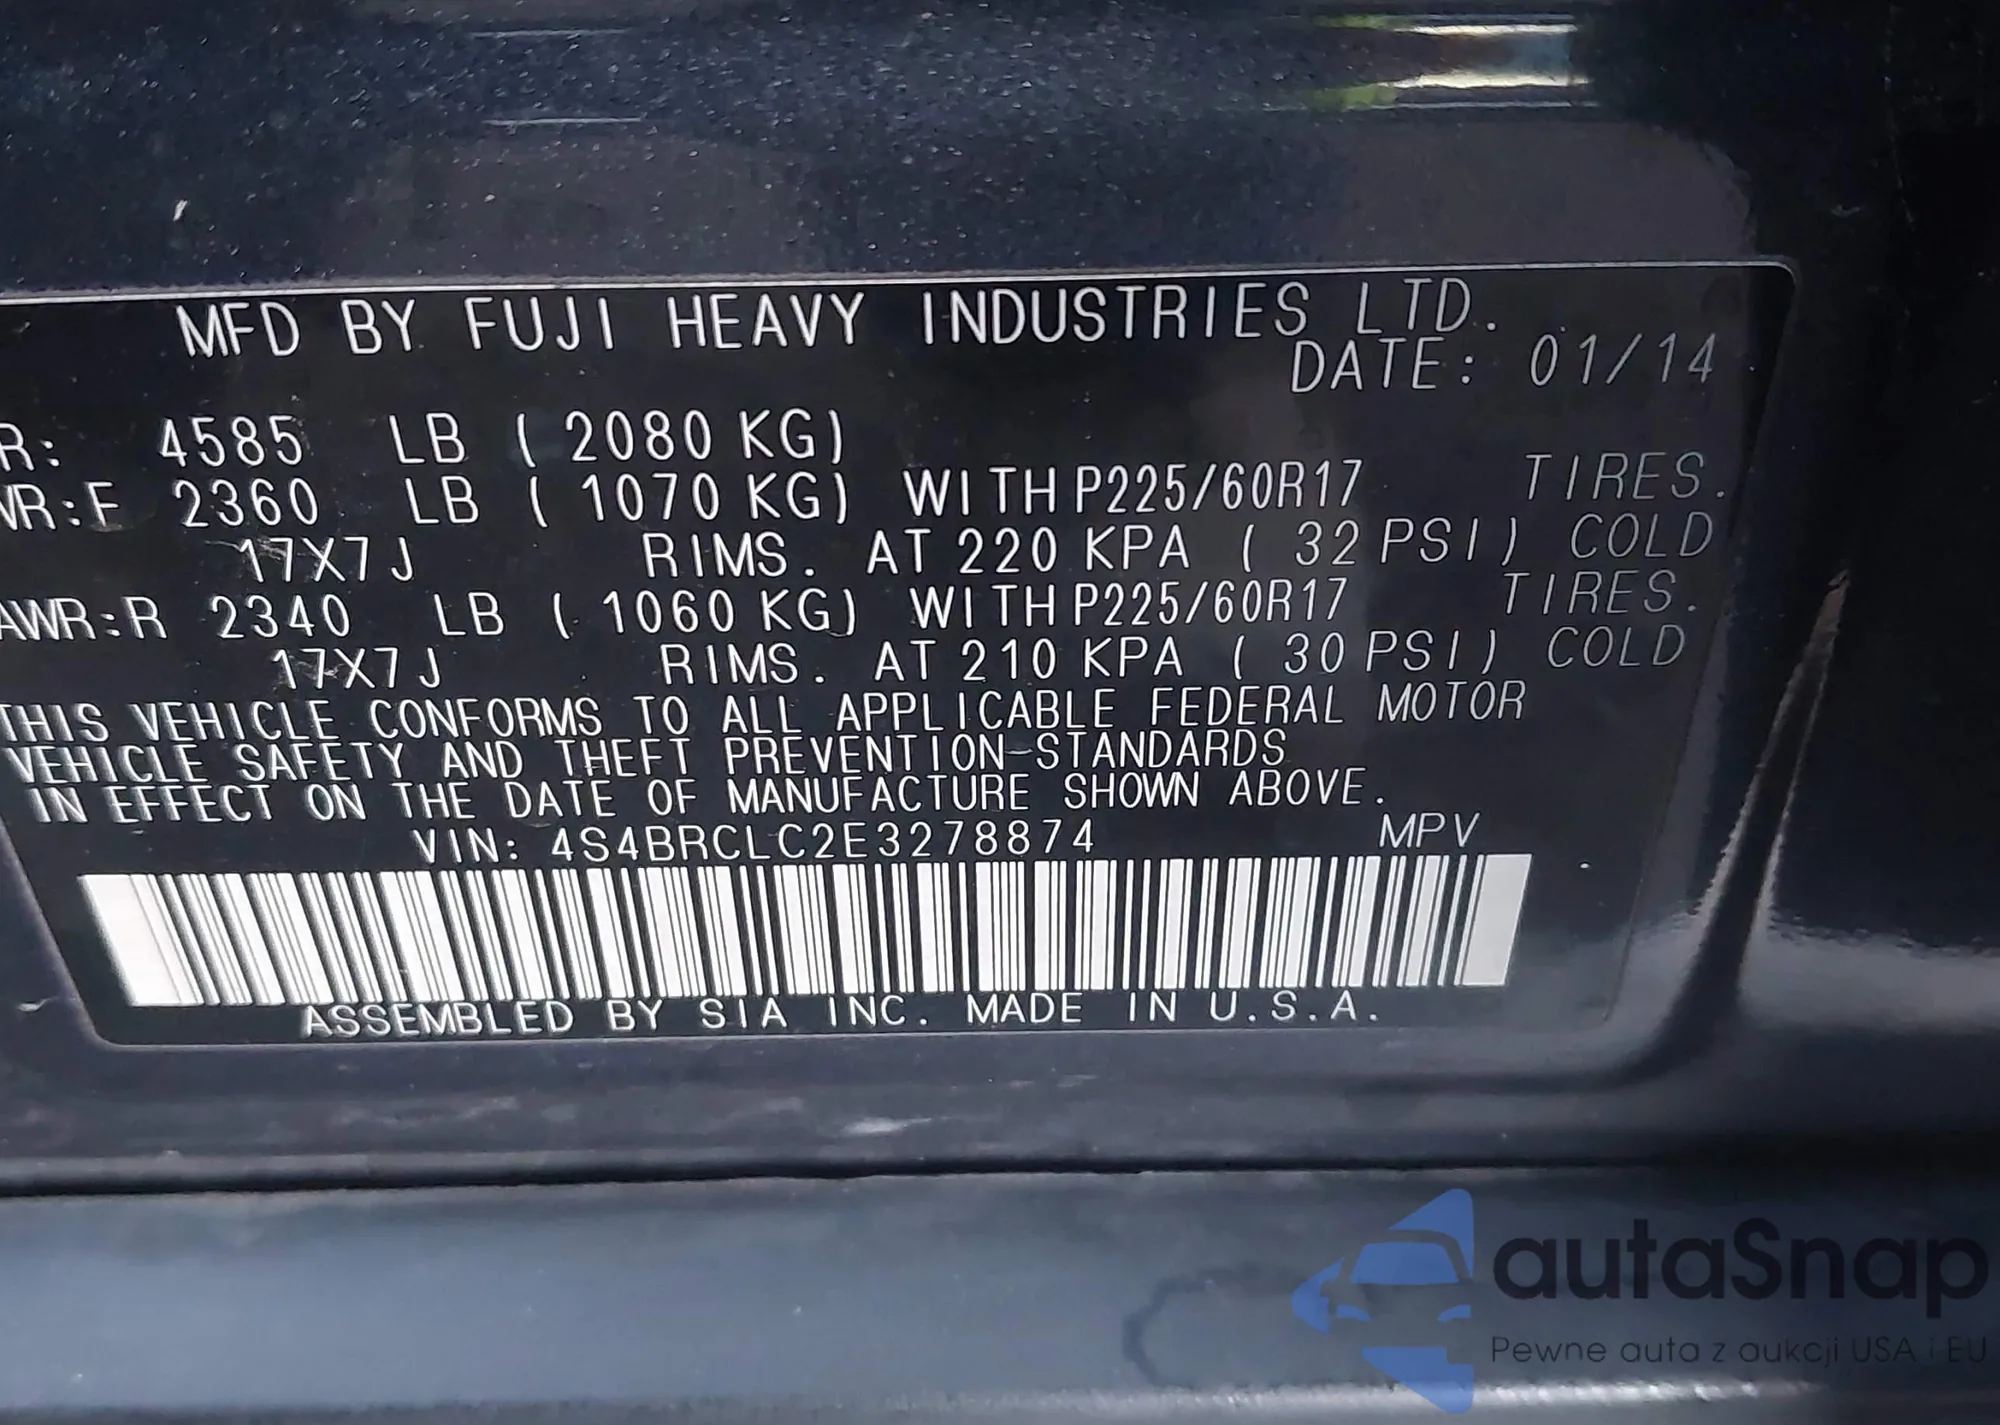 MFD BY FUJI HEAVY INDUSTRIES LTD.
DATE: 01/14
R: 4585 LB ( 2080 KG)
WR:F 2360 LB ( 1070 KG) WITH P225/60R17 TIRES.
17X7J RIMS. AT 220 KPA ( 32 PSI) COLD
AWR:R 2340 LB ( 1060 KG) WITH P225/60R17 TIRES.
17X7J RIMS. AT 210 KPA ( 30 PSI) COLD
THIS VEHICLE CONFORMS TO ALL APPLICABLE FEDERAL MOTOR
VEHICLE SAFETY AND THEFT PREVENTION STANDARDS
IN EFFECT ON THE DATE OF MANUFACTURE SHOWN ABOVE.
VIN: 4S4BRCLC2E3278874 MPV
ASSEMBLED BY SIA INC. MADE IN U.S.A.
autaSnap
Pewne auta z aukcji USA i EU